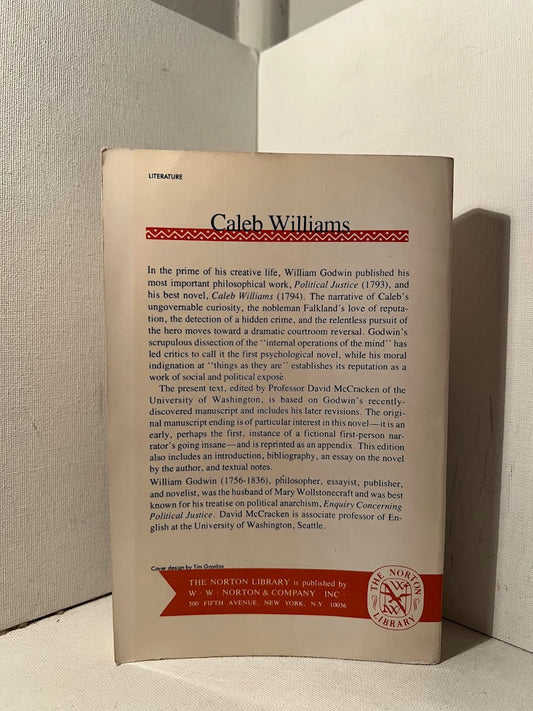 LITERATURE
Caleb Williams
In the prime of his creative life, William Godwin published his
most important philosophical work, Political Justice (1793), and
his best novel, Caleb Williams (1794). The narrative of Caleb's
ungovernable curiosity, the nobleman Falkland's love of reputa-
tion, the detection of a hidden crime, and the relentless pursuit of
the hero moves toward a dramatic courtroom reversal. Godwin's
scrupulous dissection of the "internal operations of the mind" has
led critics to call it the first psychological novel, while his moral
indignation at "things as they are" establishes its reputation as a
work of social and political exposé.
The present text, edited by Professor David McCracken of the
University of Washington, is based on Godwin's recently-
discovered manuscript and includes his later revisions. The origi-
nal manuscript ending is of particular interest in this novel—it is an
early, perhaps the first, instance of a fictional first-person nar-
rator's going insane—and is reprinted as an appendix. This edition
also includes an introduction, bibliography, an essay on the novel
by the author, and textual notes.
William Godwin (1756-1836), philosopher, essayist, publisher,
and novelist, was the husband of Mary Wollstonecraft and was best
known for his treatise on political anarchism, Enquiry Concerning
Political Justice. David McCracken is associate professor of En-
glish at the University of Washington, Seattle.
Cover design by Tim Gaydos
THE NORTON LIBRARY is published by
W · W · NORTON & COMPANY · INC ·
500 FIFTH AVENUE, NEW YORK, N.Y. 10036
THE NORTON
LIBRARY